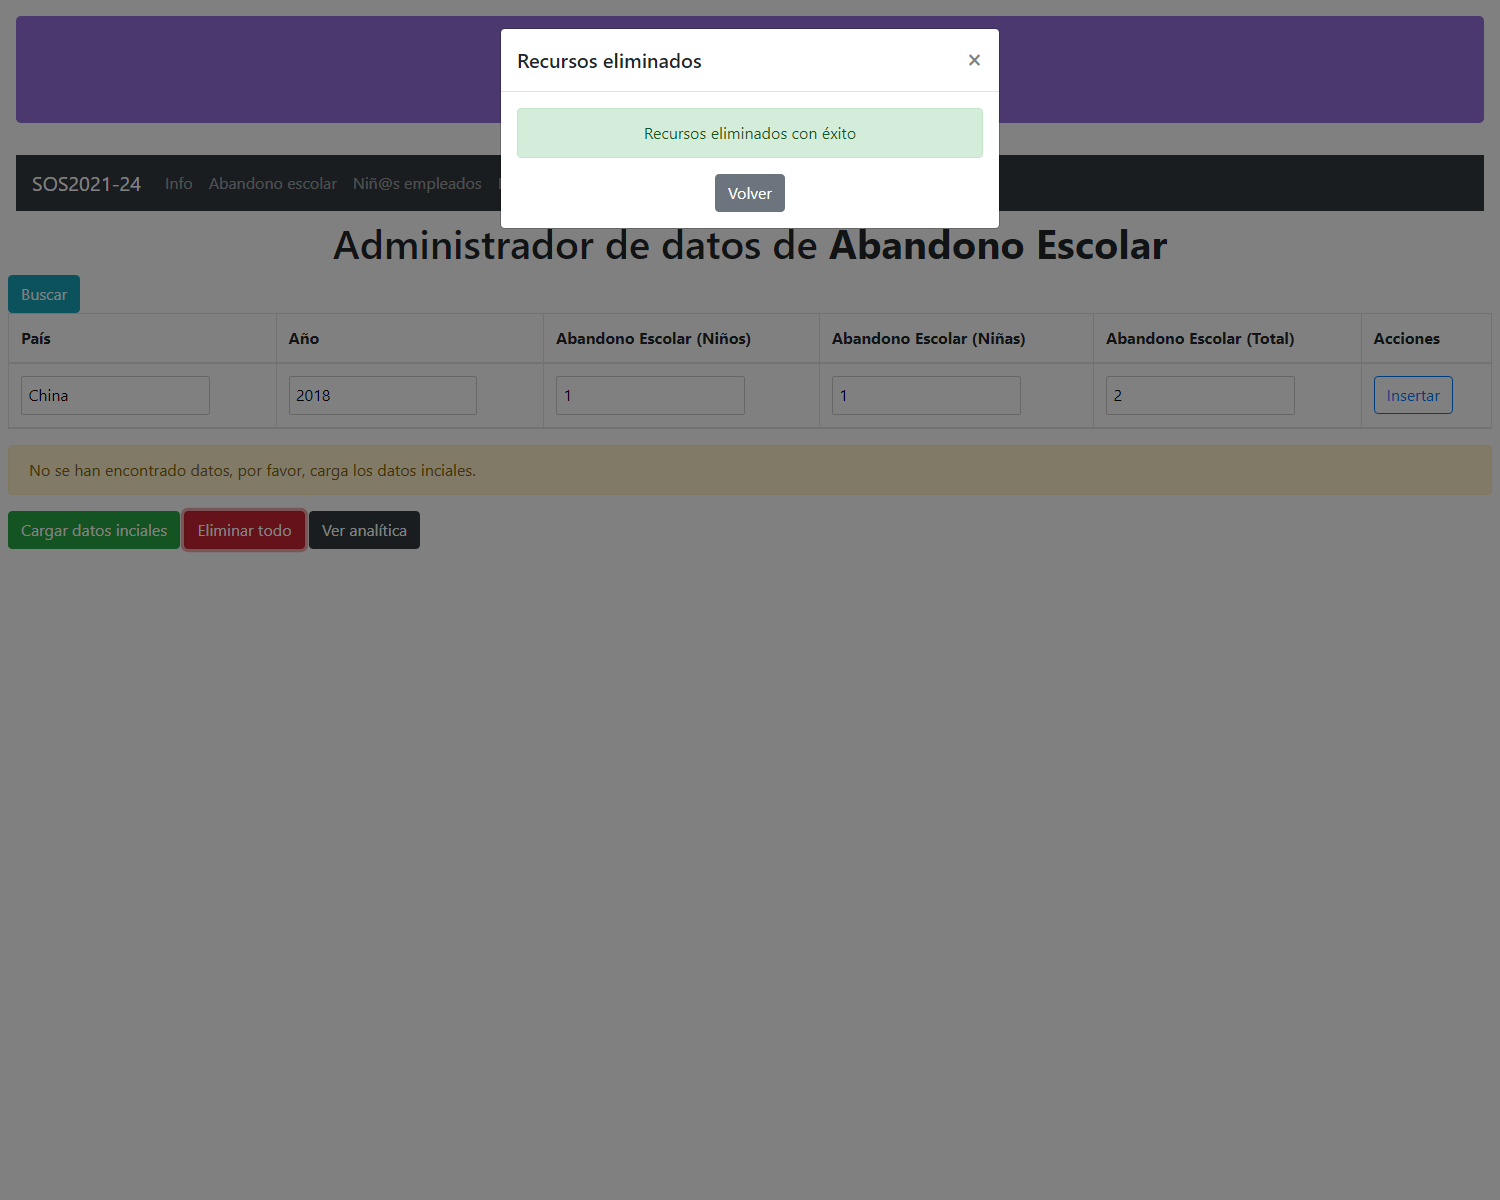 Recursos eliminados ×
Recursos eliminados con éxito
Volver
SOS2021-24 Info Abandono escolar Niñ@s empleados
Administrador de datos de Abandono Escolar
Buscar
País Año Abandono Escolar (Niños) Abandono Escolar (Niñas) Abandono Escolar (Total) Acciones
China 2018 1 1 2 Insertar
No se han encontrado datos, por favor, carga los datos inciales.
Cargar datos inciales Eliminar todo Ver analítica